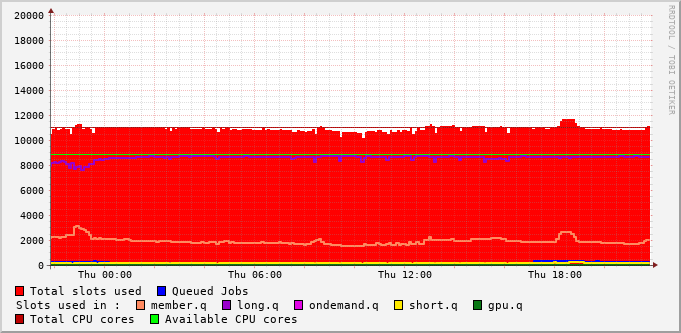 20000
18000
16000
14000
12000
10000
8000
6000
4000
2000
0
Thu 00:00 Thu 06:00 Thu 12:00 Thu 18:00
RRDTOOL / TOBI OETIKER
Total slots used Queued Jobs
Slots used in : member.q long.q ondemand.q short.q gpu.q
Total CPU cores Available CPU cores